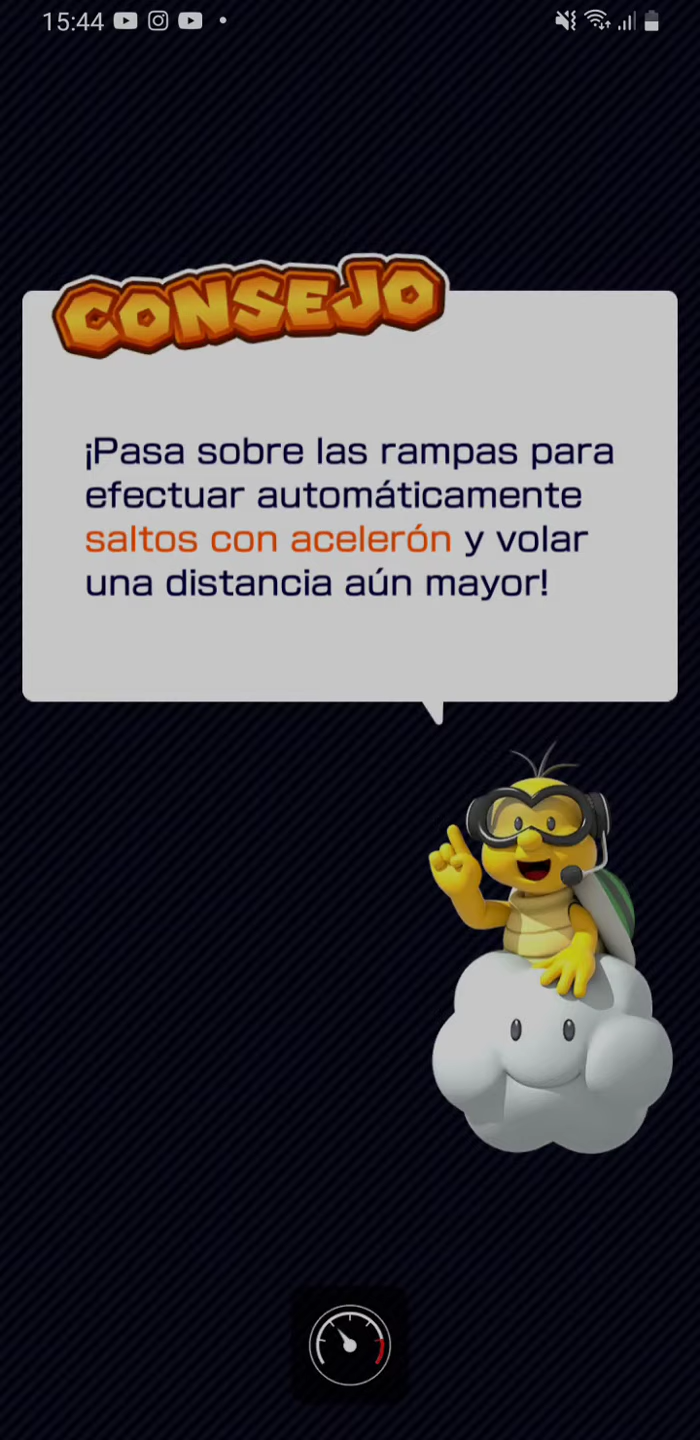 15:44
CONSEJO
¡Pasa sobre las rampas para
efectuar automáticamente
saltos con acelerón y volar
una distancia aún mayor!